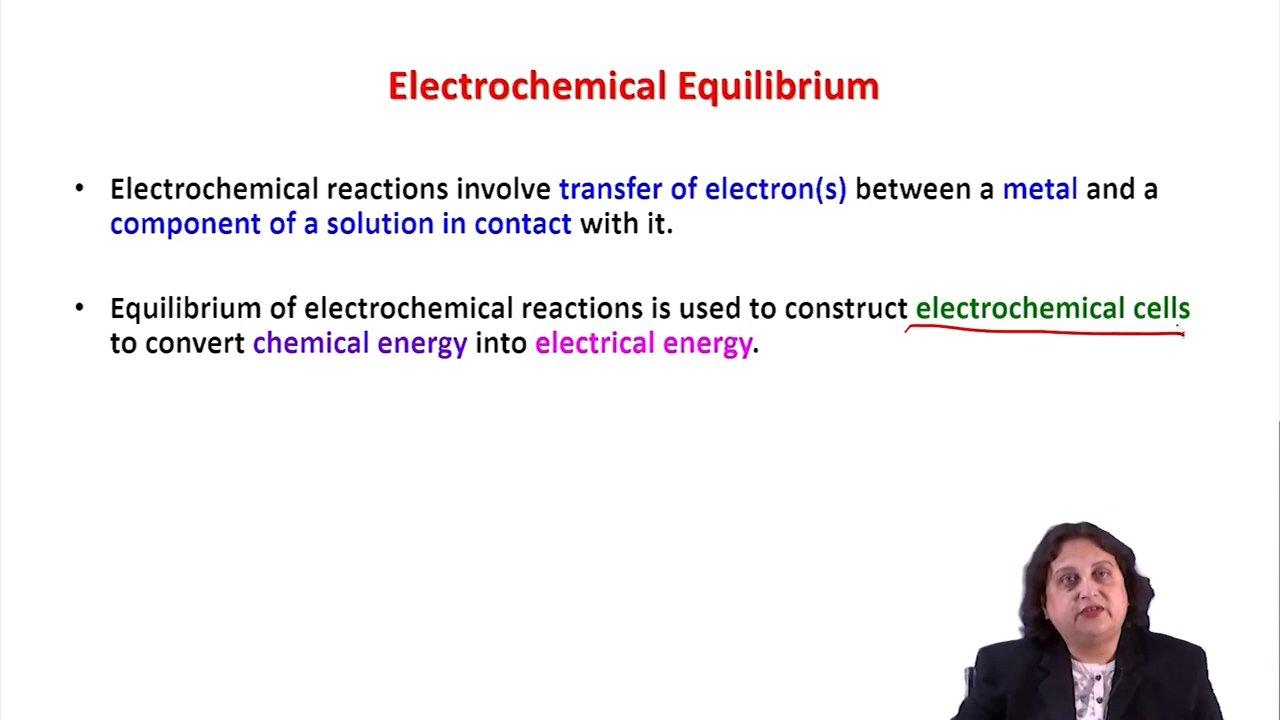 Electrochemical Equilibrium
• Electrochemical reactions involve transfer of electron(s) between a metal and a
component of a solution in contact with it.
• Equilibrium of electrochemical reactions is used to construct electrochemical cells
to convert chemical energy into electrical energy.